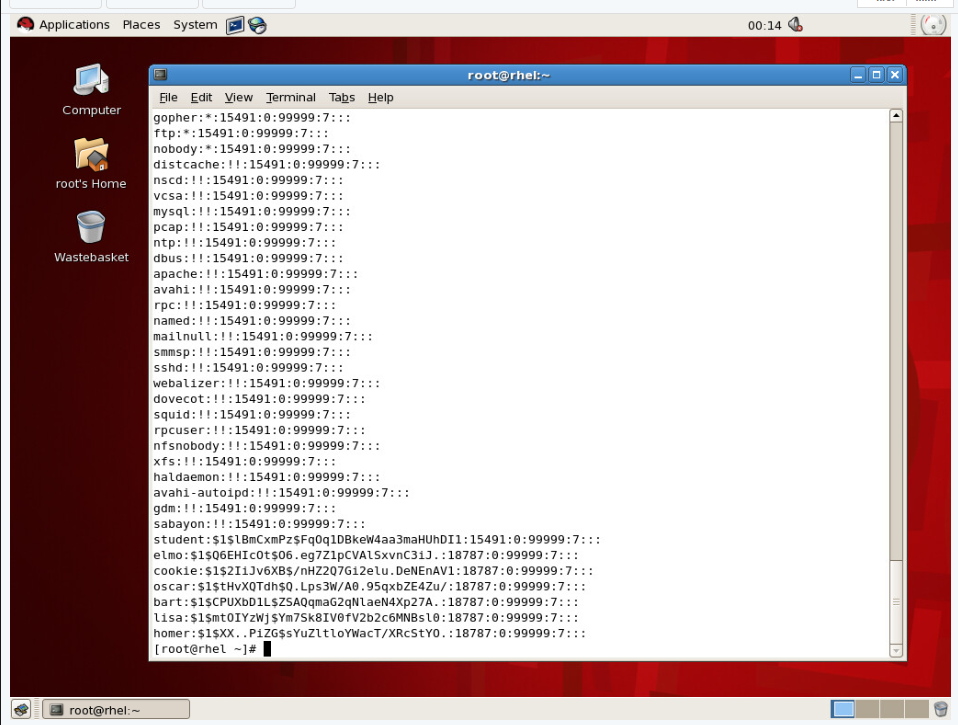 Applications Places System
00:14
Computer
root's Home
Wastebasket
root@rhel:~
File Edit View Terminal Tabs Help
gopher:*:15491:0:99999:7:::
ftp:*:15491:0:99999:7:::
nobody:*:15491:0:99999:7:::
distcache:!!:15491:0:99999:7:::
nscd:!!:15491:0:99999:7:::
vcsa:!!:15491:0:99999:7:::
mysql:!!:15491:0:99999:7:::
pcap:!!:15491:0:99999:7:::
ntp:!!:15491:0:99999:7:::
dbus:!!:15491:0:99999:7:::
apache:!!:15491:0:99999:7:::
avahi:!!:15491:0:99999:7:::
rpc:!!:15491:0:99999:7:::
named:!!:15491:0:99999:7:::
mailnull:!!:15491:0:99999:7:::
smmsp:!!:15491:0:99999:7:::
sshd:!!:15491:0:99999:7:::
webalizer:!!:15491:0:99999:7:::
dovecot:!!:15491:0:99999:7:::
squid:!!:15491:0:99999:7:::
rpcuser:!!:15491:0:99999:7:::
nfsnobody:!!:15491:0:99999:7:::
xfs:!!:15491:0:99999:7:::
haldaemon:!!:15491:0:99999:7:::
avahi-autoipd:!!:15491:0:99999:7:::
gdm:!!:15491:0:99999:7:::
sabayon:!!:15491:0:99999:7:::
student:$1$lBmCxmPz$FqOq1DBkeW4aa3maHUhDI1:15491:0:99999:7:::
elmo:$1$Q6EHIcOt$O6.eg7Z1pCVAlSxvnC3iJ.:18787:0:99999:7:::
cookie:$1$2IiJv6XB$/nHZ2Q7Gi2elu.DeNEnAV1:18787:0:99999:7:::
oscar:$1$tHvXQTdh$Q.Lps3W/A0.95qxbZE4Zu/:18787:0:99999:7:::
bart:$1$CPUXbD1L$ZSAQqmaG2qNlaeN4Xp27A.:18787:0:99999:7:::
lisa:$1$mtOIYzWj$Ym7Sk8IV0fV2b2c6MNBsl0:18787:0:99999:7:::
homer:$1$XX..PiZG$sYuZltloYWacT/XRcStYO.:18787:0:99999:7:::
[root@rhel ~]#
root@rhel:~